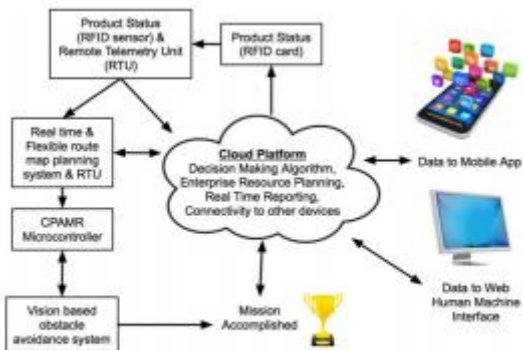 Product Status
(RFID sensor) &
Remote Telemetry Unit
(RTU)
Product Status
(RFID card)
Real time &
Flexible route
map planning
system & RTU
Cloud Platform
Decision Making Algorithm,
Enterprise Resource Planning,
Real Time Reporting,
Connectivity to other devices
Data to Mobile App
CPAMR
Microcontroller
Vision based
obstacle
avoidance system
Mission
Accomplished
Data to Web
Human Machine
Interface